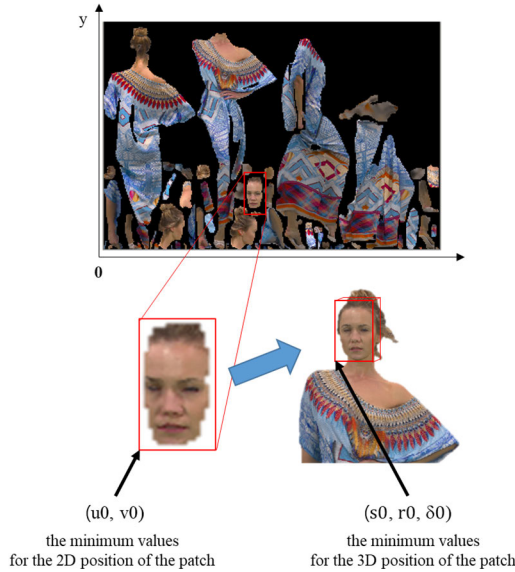 y
0
(u0, v0)
the minimum values
for the 2D position of the patch
(s0, r0, δ0)
the minimum values
for the 3D position of the patch